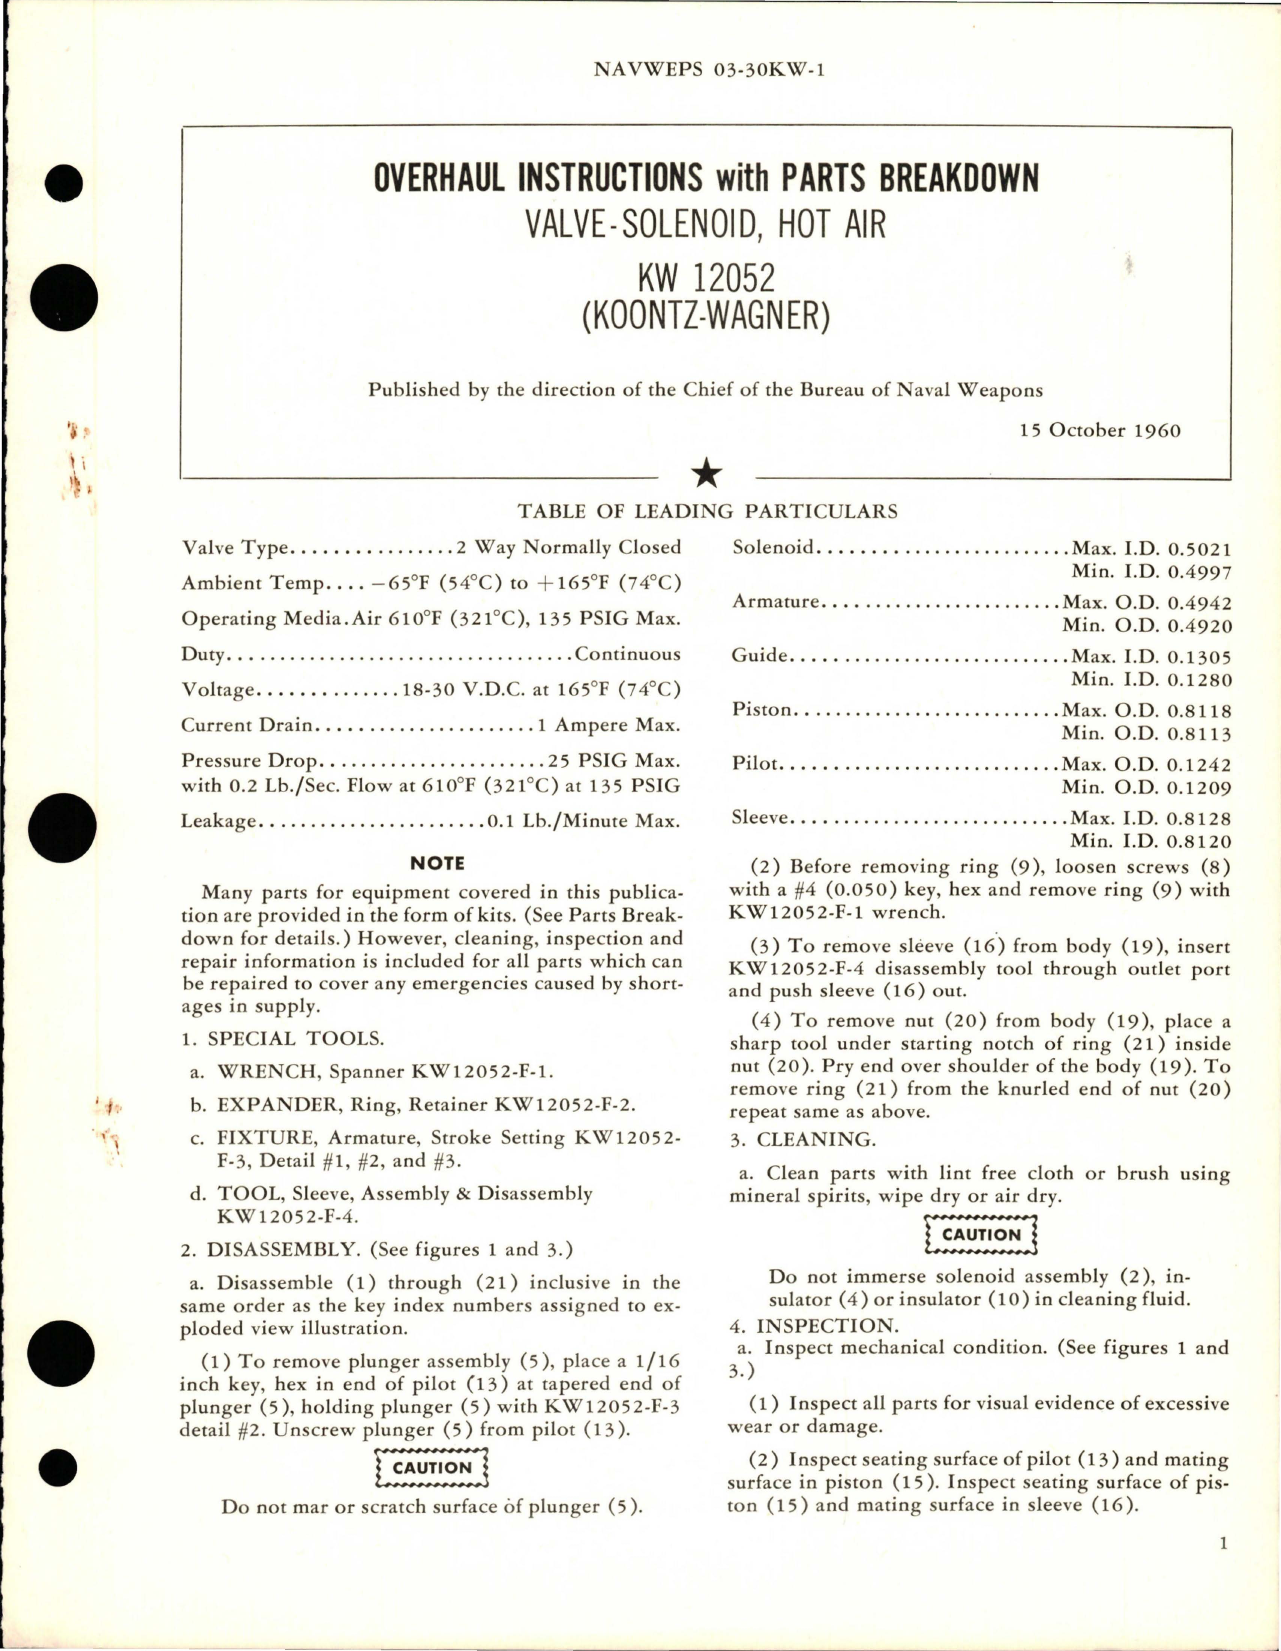 NAVWEPS 03-30KW-1
OVERHAUL INSTRUCTIONS with PARTS BREAKDOWN
VALVE-SOLENOID, HOT AIR
KW 12052
(KOONTZ-WAGNER)
Published by the direction of the Chief of the Bureau of Naval Weapons
15 October 1960
TABLE OF LEADING PARTICULARS
Valve Type................2 Way Normally Closed
Ambient Temp.... −65°F (54°C) to +165°F (74°C)
Operating Media.Air 610°F (321°C), 135 PSIG Max.
Duty................................Continuous
Voltage..............18-30 V.D.C. at 165°F (74°C)
Current Drain....................1 Ampere Max.
Pressure Drop.....................25 PSIG Max.
with 0.2 Lb./Sec. Flow at 610°F (321°C) at 135 PSIG
Leakage.....................0.1 Lb./Minute Max.
NOTE
Many parts for equipment covered in this publica-
tion are provided in the form of kits. (See Parts Break-
down for details.) However, cleaning, inspection and
repair information is included for all parts which can
be repaired to cover any emergencies caused by short-
ages in supply.
1. SPECIAL TOOLS.
a. WRENCH, Spanner KW12052-F-1.
b. EXPANDER, Ring, Retainer KW12052-F-2.
c. FIXTURE, Armature, Stroke Setting KW12052-
F-3, Detail #1, #2, and #3.
d. TOOL, Sleeve, Assembly & Disassembly
KW12052-F-4.
2. DISASSEMBLY. (See figures 1 and 3.)
a. Disassemble (1) through (21) inclusive in the
same order as the key index numbers assigned to ex-
ploded view illustration.
(1) To remove plunger assembly (5), place a 1/16
inch key, hex in end of pilot (13) at tapered end of
plunger (5), holding plunger (5) with KW12052-F-3
detail #2. Unscrew plunger (5) from pilot (13).
CAUTION
Do not mar or scratch surface of plunger (5).
Solenoid.......................Max. I.D. 0.5021
Min. I.D. 0.4997
Armature......................Max. O.D. 0.4942
Min. O.D. 0.4920
Guide..........................Max. I.D. 0.1305
Min. I.D. 0.1280
Piston.........................Max. O.D. 0.8118
Min. O.D. 0.8113
Pilot..........................Max. O.D. 0.1242
Min. O.D. 0.1209
Sleeve..........................Max. I.D. 0.8128
Min. I.D. 0.8120
(2) Before removing ring (9), loosen screws (8)
with a #4 (0.050) key, hex and remove ring (9) with
KW12052-F-1 wrench.
(3) To remove sleeve (16) from body (19), insert
KW12052-F-4 disassembly tool through outlet port
and push sleeve (16) out.
(4) To remove nut (20) from body (19), place a
sharp tool under starting notch of ring (21) inside
nut (20). Pry end over shoulder of the body (19). To
remove ring (21) from the knurled end of nut (20)
repeat same as above.
3. CLEANING.
a. Clean parts with lint free cloth or brush using
mineral spirits, wipe dry or air dry.
CAUTION
Do not immerse solenoid assembly (2), in-
sulator (4) or insulator (10) in cleaning fluid.
4. INSPECTION.
a. Inspect mechanical condition. (See figures 1 and
3.)
(1) Inspect all parts for visual evidence of excessive
wear or damage.
(2) Inspect seating surface of pilot (13) and mating
surface in piston (15). Inspect seating surface of pis-
ton (15) and mating surface in sleeve (16).
1